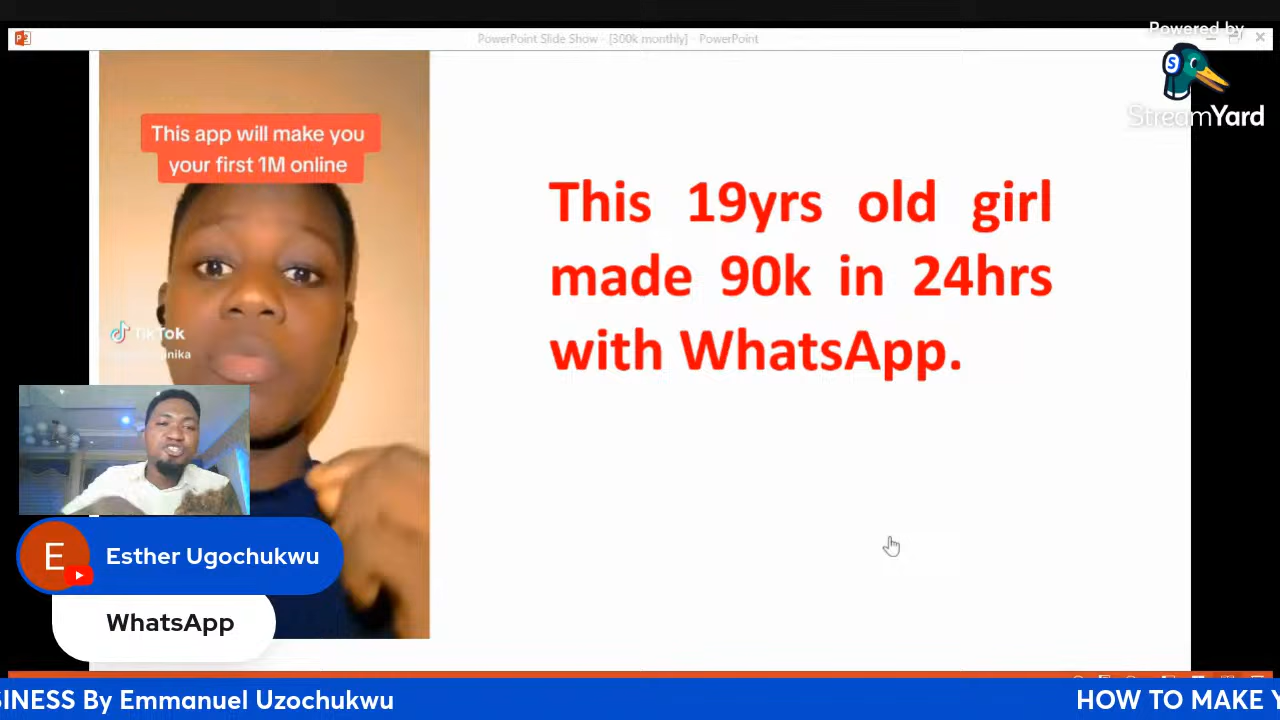 PowerPoint Slide Show - [300k monthly] - PowerPoint
Powered by
StreamYard
This app will make you
your first 1M online
This 19yrs old girl
made 90k in 24hrs
with WhatsApp.
TikTok
E
Esther Ugochukwu
WhatsApp
SINESS By Emmanuel Uzochukwu
HOW TO MAKE Y